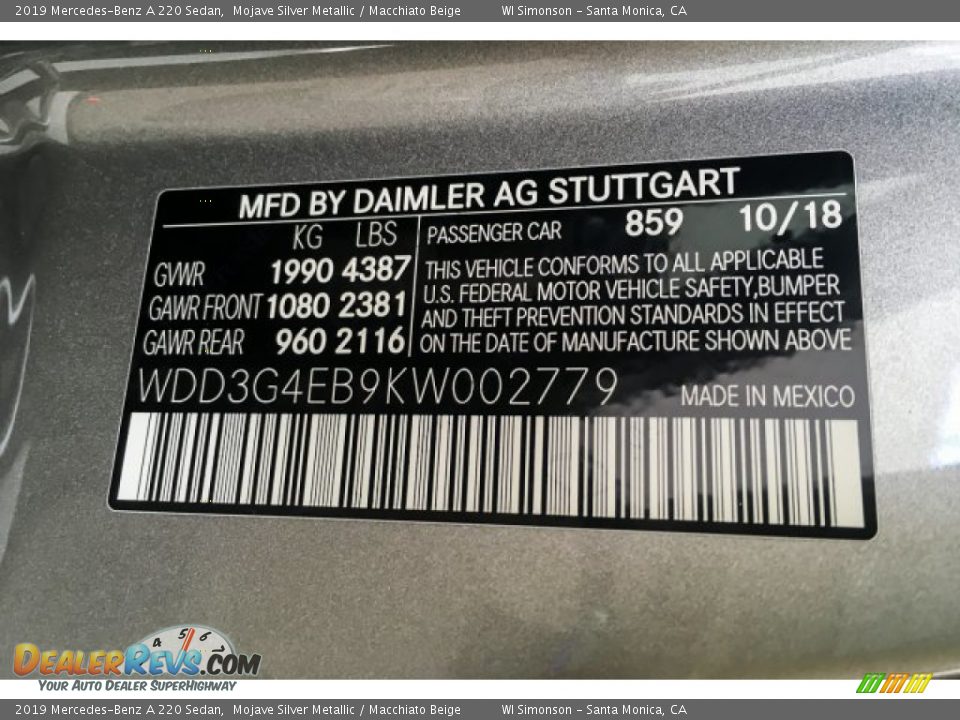 2019 Mercedes-Benz A 220 Sedan, Mojave Silver Metallic / Macchiato Beige WI Simonson - Santa Monica, CA
MFD BY DAIMLER AG STUTTGART
KG LBS PASSENGER CAR 859 10/18
GVWR 1990 4387 THIS VEHICLE CONFORMS TO ALL APPLICABLE
GAWR FRONT 1080 2381 U.S. FEDERAL MOTOR VEHICLE SAFETY,BUMPER
AND THEFT PREVENTION STANDARDS IN EFFECT
GAWR REAR 960 2116 ON THE DATE OF MANUFACTURE SHOWN ABOVE
WDD3G4EB9KW002779 MADE IN MEXICO
4 5 6
DealerRevs.com
Your Auto Dealer SuperHighway
2019 Mercedes-Benz A 220 Sedan, Mojave Silver Metallic / Macchiato Beige WI Simonson - Santa Monica, CA